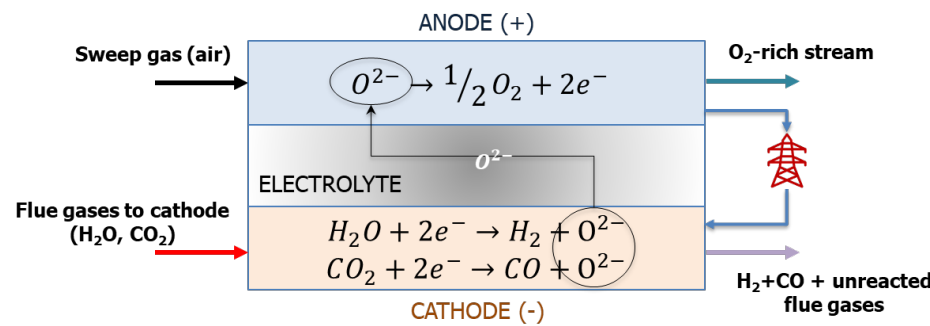 ANODE (+)
Sweep gas (air)
O₂-rich stream
O²⁻ → 1/2 O₂ + 2e⁻
O²⁻
ELECTROLYTE
Flue gases to cathode
(H₂O, CO₂)
H₂O + 2e⁻ → H₂ + O²⁻
CO₂ + 2e⁻ → CO + O²⁻
H₂+CO + unreacted
flue gases
CATHODE (-)